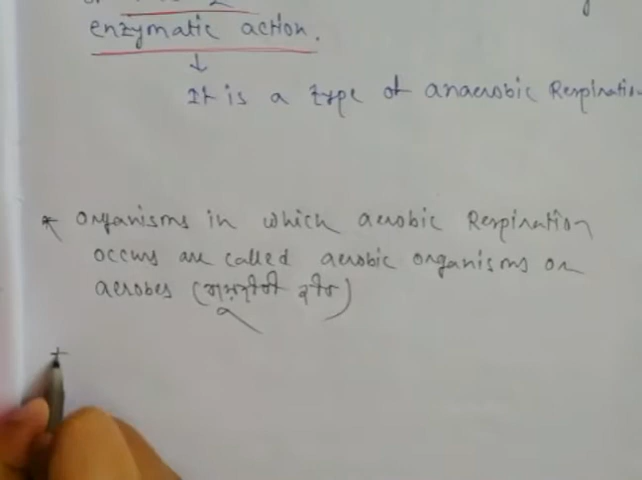 enzymatic action.
↓
It is a type of anaerobic Respiration
* Organisms in which aerobic Respiration
occurs are called aerobic organisms or
aerobes (